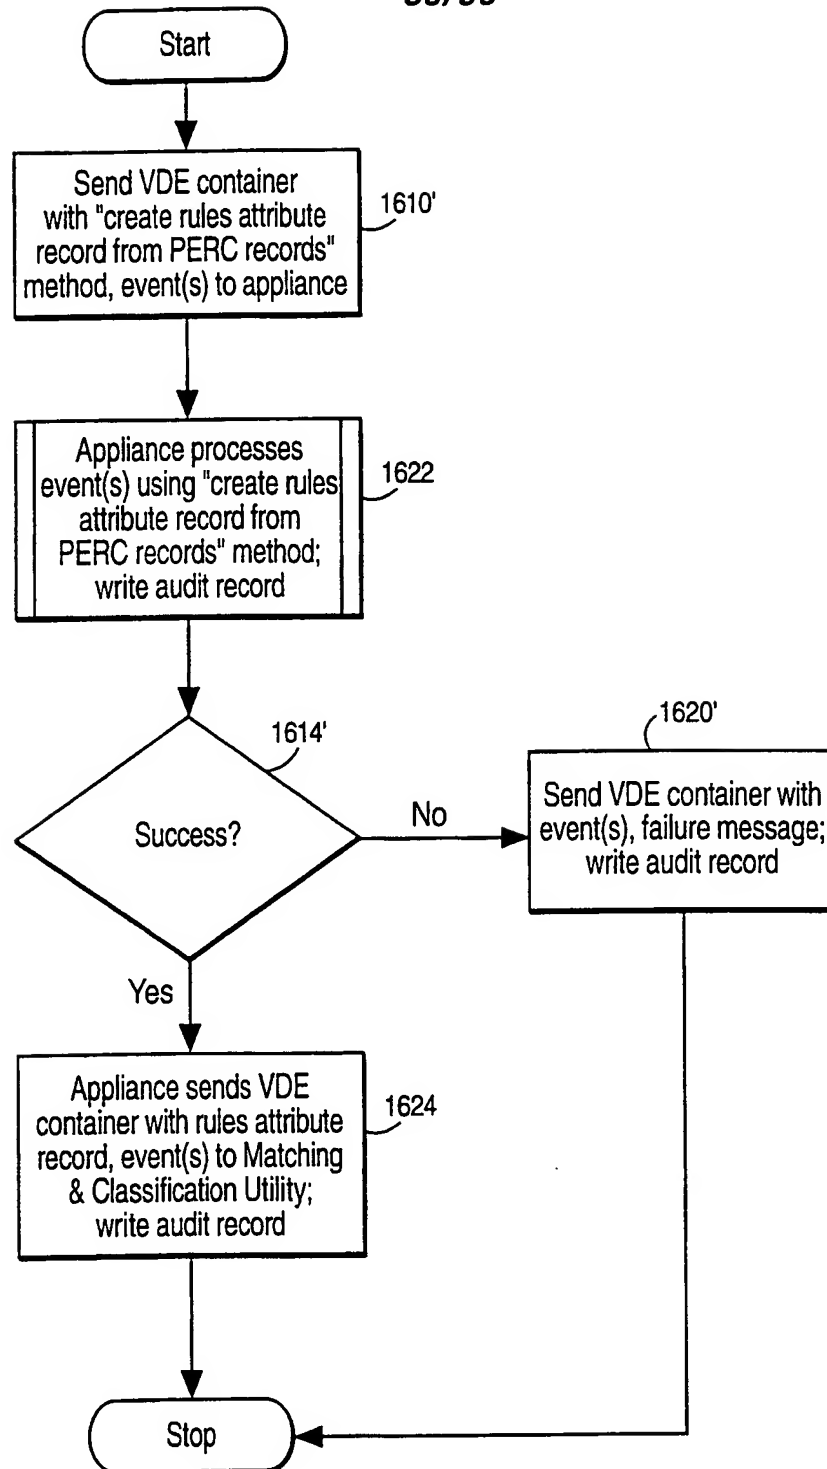 Start
Send VDE container
with "create rules attribute
record from PERC records"
method, event(s) to appliance
1610'
Appliance processes
event(s) using "create rules
attribute record from
PERC records" method;
write audit record
1622
1614'
Success?
No
1620'
Send VDE container with
event(s), failure message;
write audit record
Yes
Appliance sends VDE
container with rules attribute
record, event(s) to Matching
& Classification Utility;
write audit record
1624
Stop